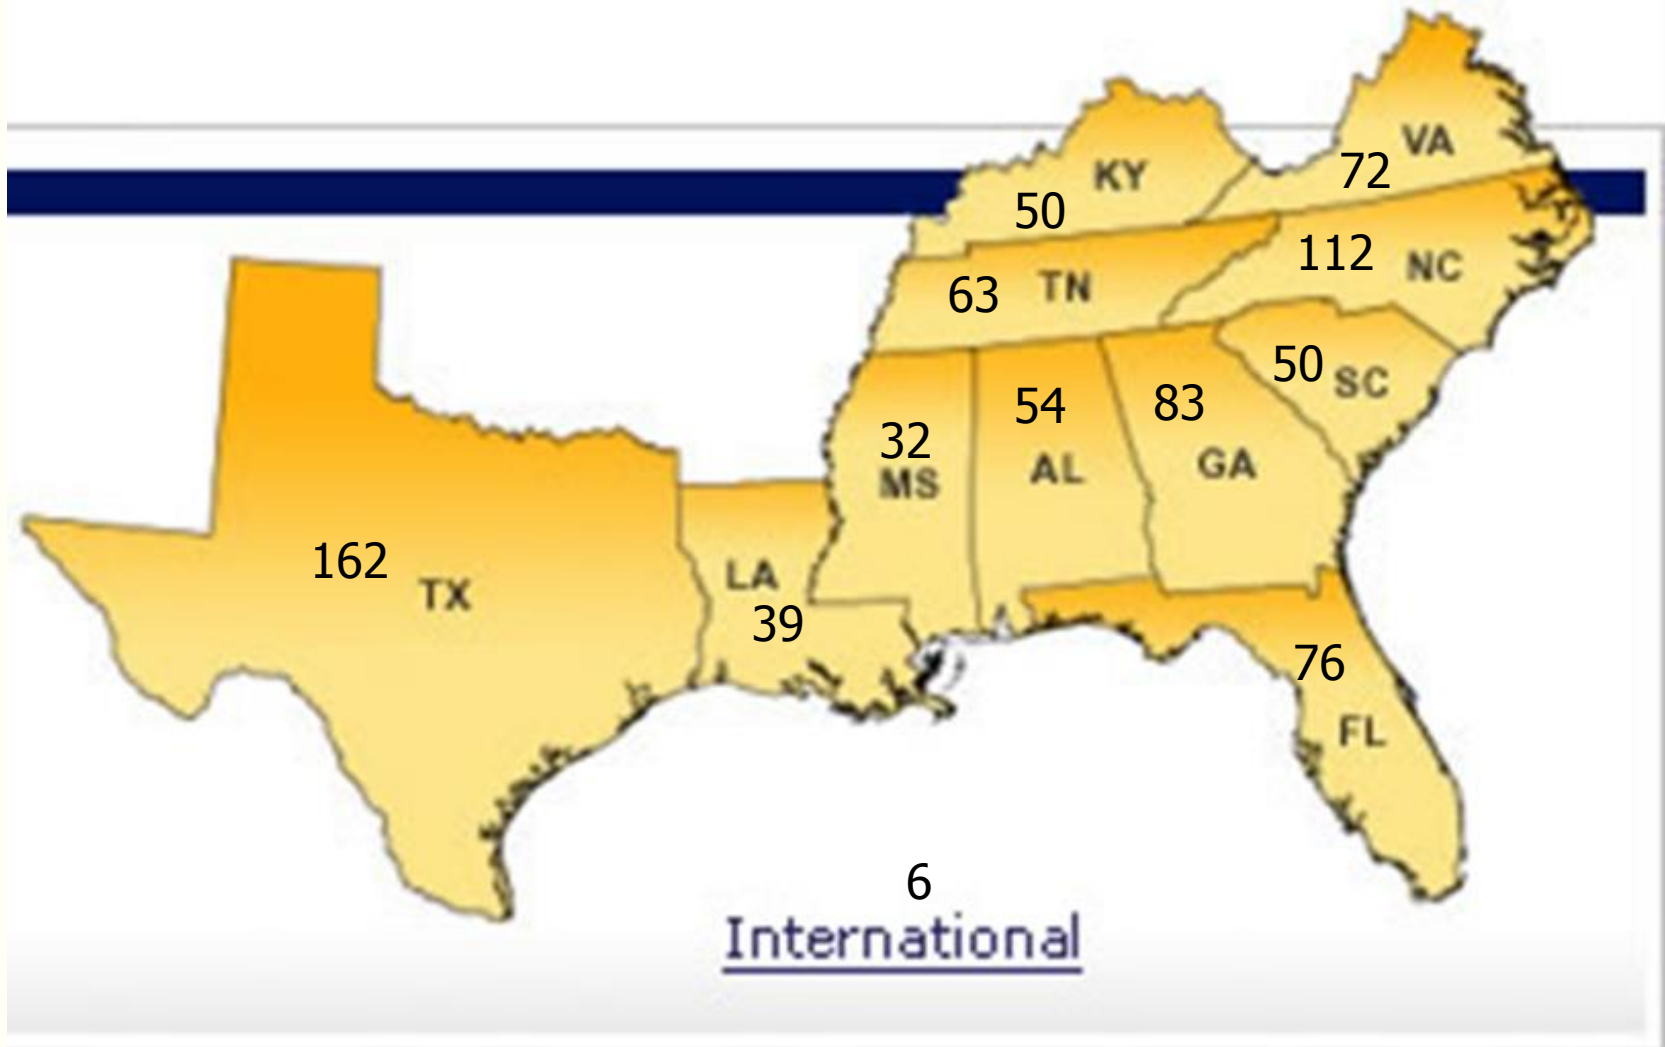 VA
72
KY
50
112
NC
63
TN
50
SC
54
83
32
MS
AL
GA
162
TX
LA
39
76
FL
6
International